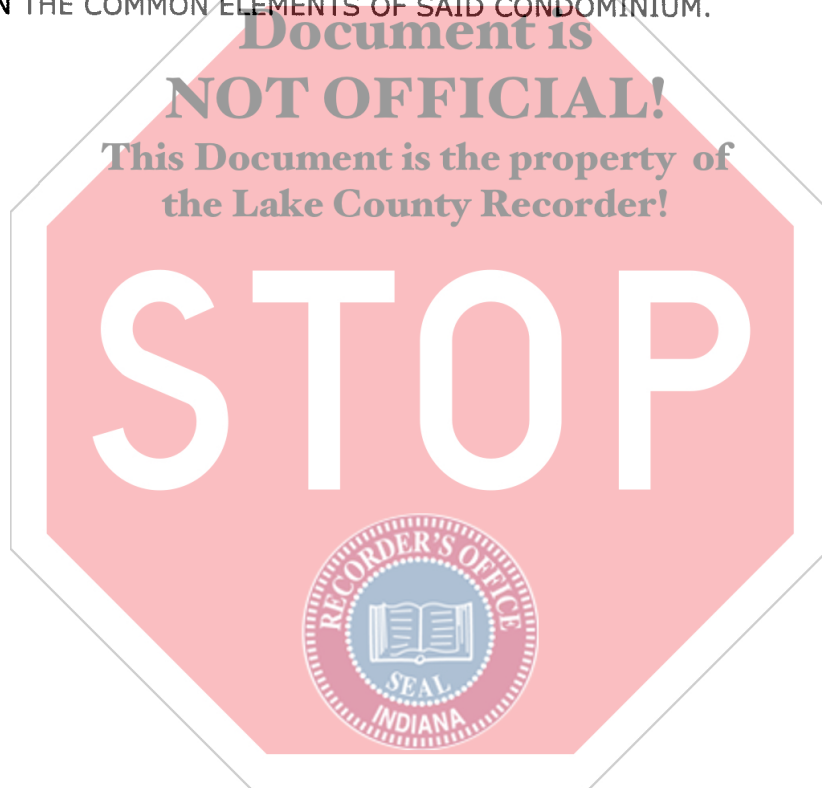 N THE COMMON ELEMENTS OF SAID CONDOMINIUM.
Document is
NOT OFFICIAL!
This Document is the property of
the Lake County Recorder!
STOP
RECORDER'S OFFICE
SEAL
INDIANA